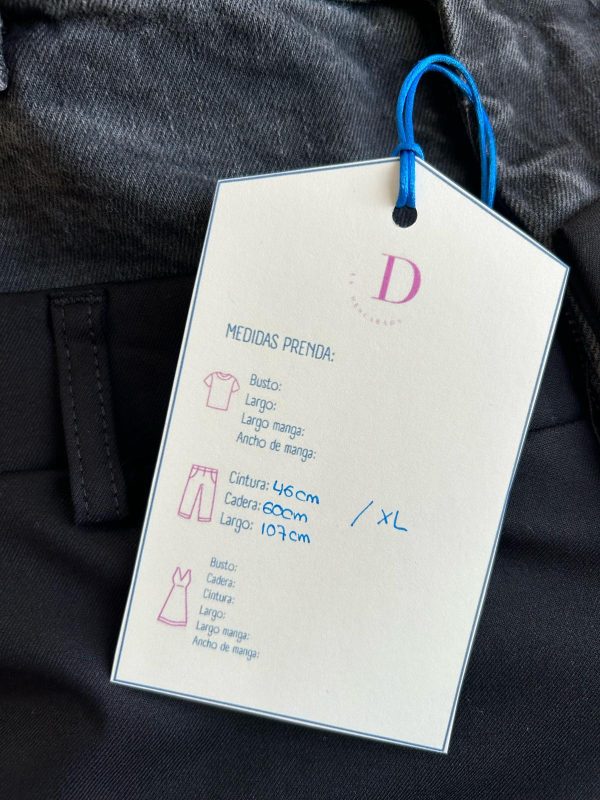 D
MEDIDAS PRENDA:
Busto:
Largo:
Largo manga:
Ancho de manga:
Cintura: 46cm
Cadera: 60cm
Largo: 107cm
/ XL
Busto:
Cadera:
Cintura:
Largo:
Largo manga:
Ancho de manga: